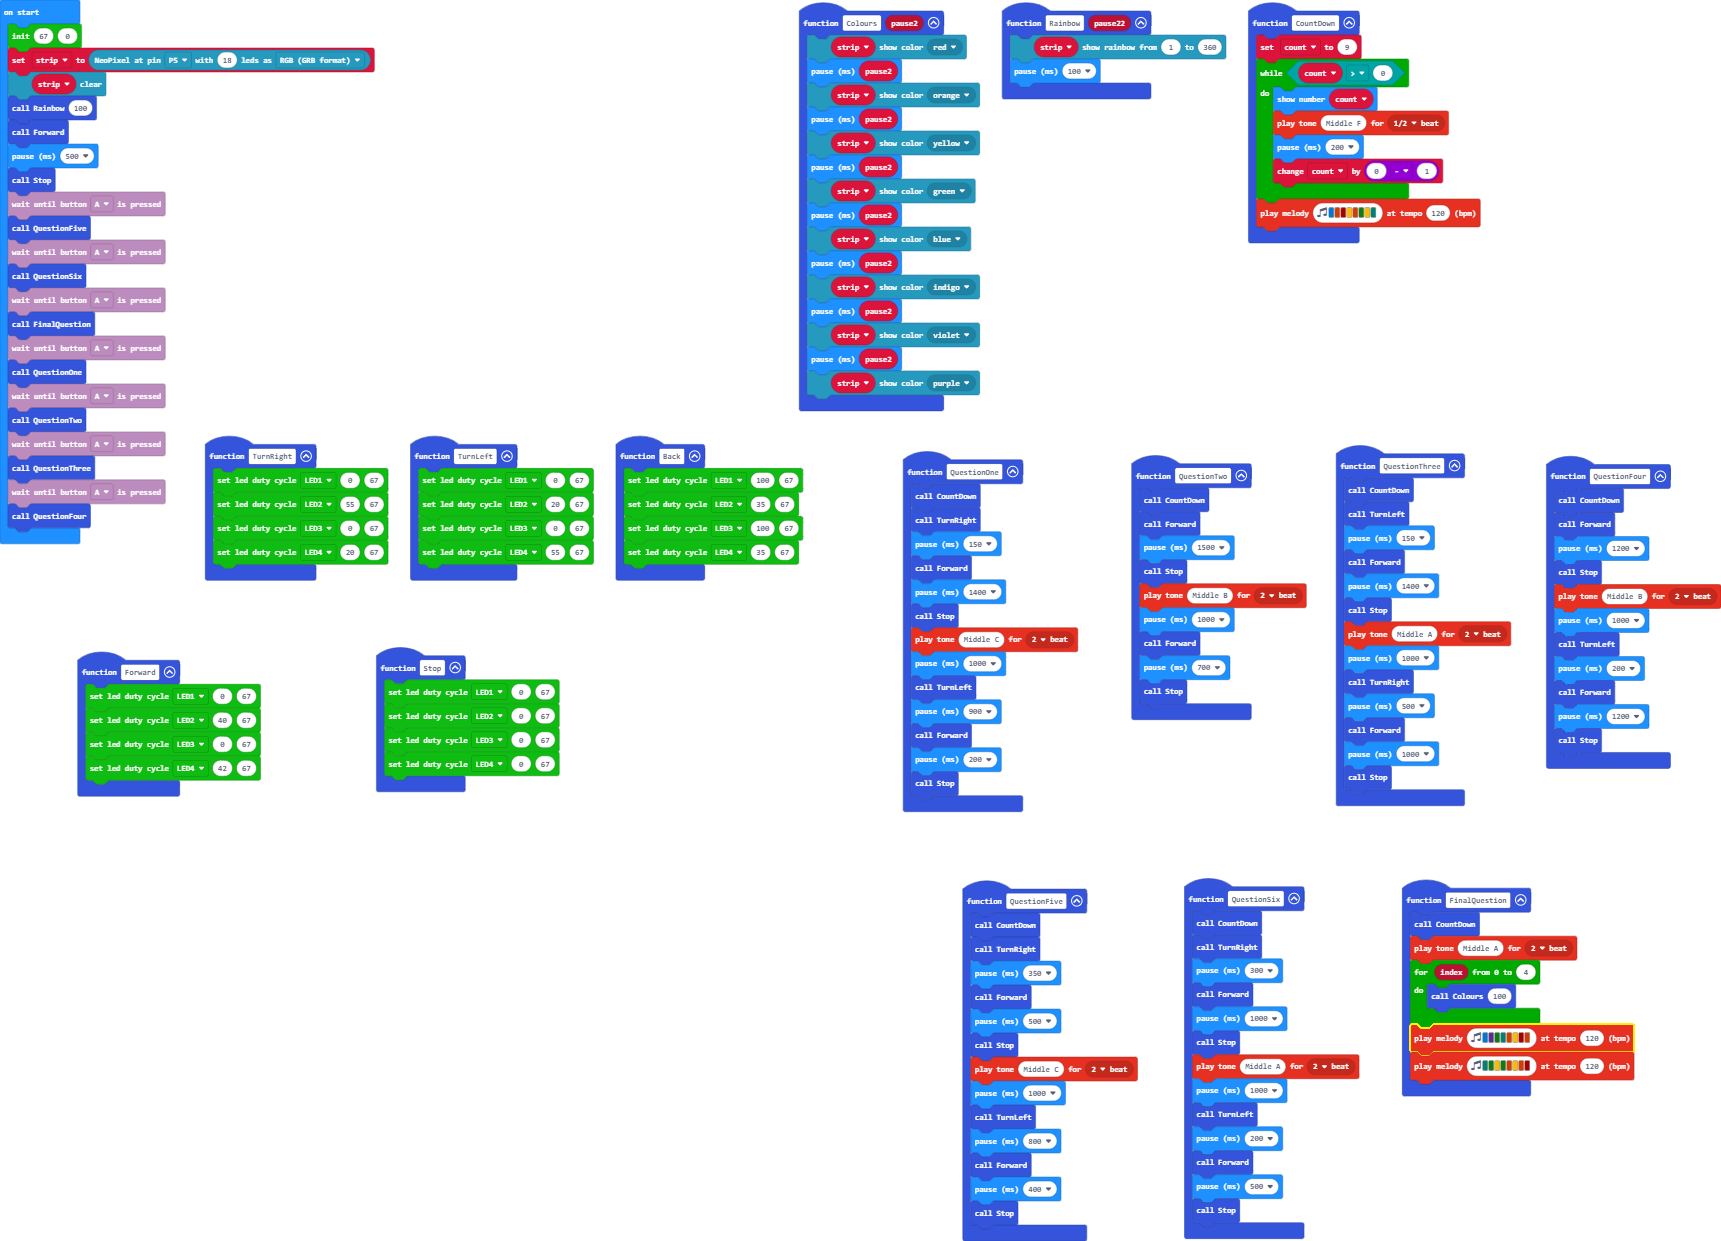 on start
init 67 0
set strip to NeoPixel at pin P5 with 18 leds as RGB (GRB format)
strip clear
call Rainbow 100
call Forward
pause (ms) 500
call Stop
wait until button A is pressed
call QuestionFive
wait until button A is pressed
call QuestionSix
wait until button A is pressed
call FinalQuestion
wait until button A is pressed
call QuestionOne
wait until button A is pressed
call QuestionTwo
wait until button A is pressed
call QuestionThree
wait until button A is pressed
call QuestionFour
function Colours pause2
strip show color red
pause (ms) pause2
strip show color orange
pause (ms) pause2
strip show color yellow
pause (ms) pause2
strip show color green
pause (ms) pause2
strip show color blue
pause (ms) pause2
strip show color indigo
pause (ms) pause2
strip show color violet
pause (ms) pause2
strip show color purple
function Rainbow pause22
strip show rainbow from 1 to 360
pause (ms) 100
function CountDown
set count to 9
while count > 0
do
show number count
play tone Middle F for 1/2 beat
pause (ms) 200
change count by 0 - 1
play melody at tempo 120 (bpm)
function TurnRight
set led duty cycle LED1 0 67
set led duty cycle LED2 55 67
set led duty cycle LED3 0 67
set led duty cycle LED4 20 67
function TurnLeft
set led duty cycle LED1 0 67
set led duty cycle LED2 20 67
set led duty cycle LED3 0 67
set led duty cycle LED4 55 67
function Back
set led duty cycle LED1 100 67
set led duty cycle LED2 35 67
set led duty cycle LED3 100 67
set led duty cycle LED4 35 67
function QuestionOne
call CountDown
call TurnRight
pause (ms) 150
call Forward
pause (ms) 1400
call Stop
play tone Middle C for 2 beat
pause (ms) 1000
call TurnLeft
pause (ms) 900
call Forward
pause (ms) 200
call Stop
function QuestionTwo
call CountDown
call Forward
pause (ms) 1500
call Stop
play tone Middle B for 2 beat
pause (ms) 1000
call Forward
pause (ms) 700
call Stop
function QuestionThree
call CountDown
call TurnLeft
pause (ms) 150
call Forward
pause (ms) 1400
call Stop
play tone Middle A for 2 beat
pause (ms) 1000
call TurnRight
pause (ms) 500
call Forward
pause (ms) 1000
call Stop
function QuestionFour
call CountDown
call Forward
pause (ms) 1200
call Stop
play tone Middle B for 2 beat
pause (ms) 1000
call TurnLeft
pause (ms) 200
call Forward
pause (ms) 1200
call Stop
function Forward
set led duty cycle LED1 0 67
set led duty cycle LED2 40 67
set led duty cycle LED3 0 67
set led duty cycle LED4 42 67
function Stop
set led duty cycle LED1 0 67
set led duty cycle LED2 0 67
set led duty cycle LED3 0 67
set led duty cycle LED4 0 67
function QuestionFive
call CountDown
call TurnRight
pause (ms) 350
call Forward
pause (ms) 500
call Stop
play tone Middle C for 2 beat
pause (ms) 1000
call TurnLeft
pause (ms) 800
call Forward
pause (ms) 400
call Stop
function QuestionSix
call CountDown
call TurnRight
pause (ms) 300
call Forward
pause (ms) 1000
call Stop
play tone Middle A for 2 beat
pause (ms) 1000
call TurnLeft
pause (ms) 200
call Forward
pause (ms) 500
call Stop
function FinalQuestion
call CountDown
play tone Middle A for 2 beat
for index from 0 to 4
do
call Colours 100
play melody at tempo 120 (bpm)
play melody at tempo 120 (bpm)